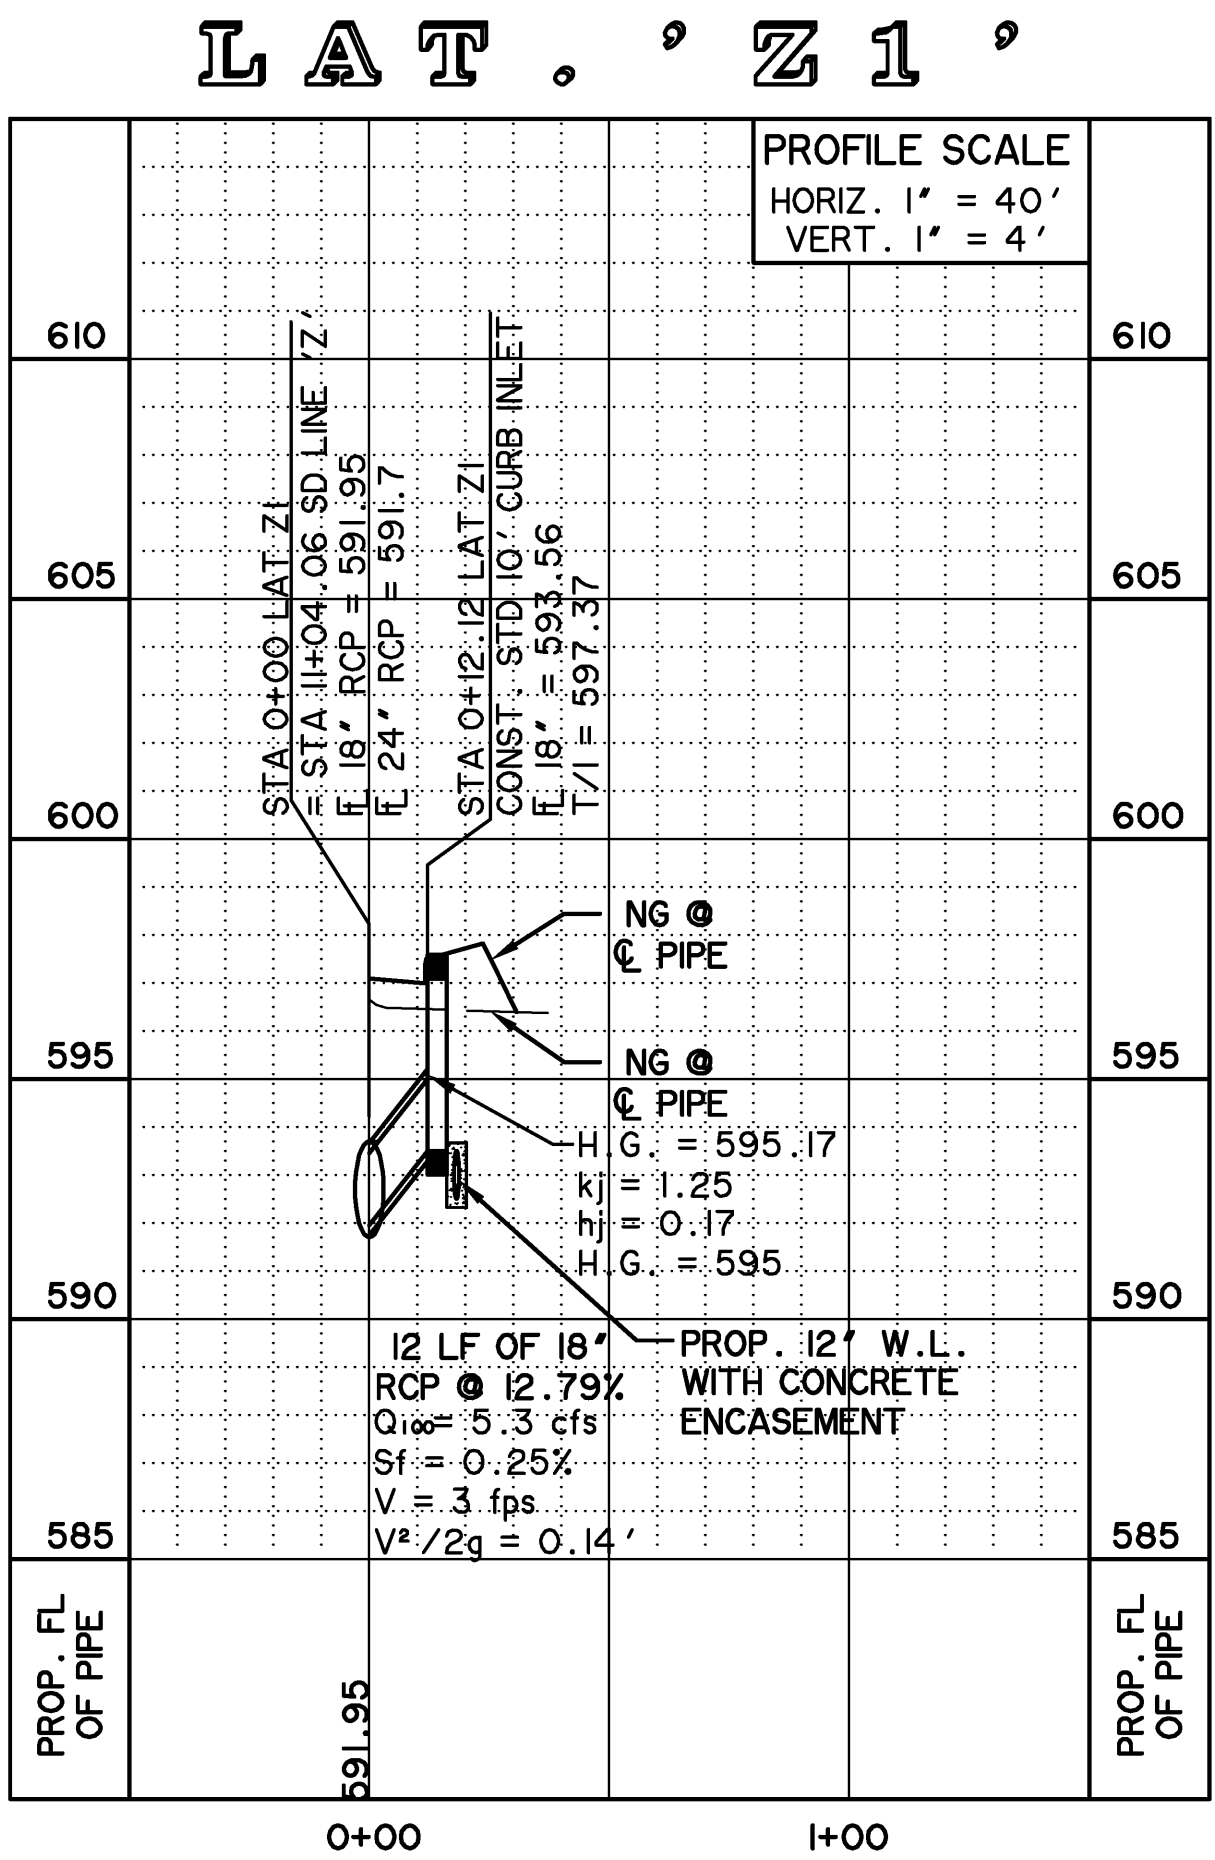 LAT. 'Z1'
PROFILE SCALE
HORIZ. 1" = 40'
VERT. 1" = 4'
610
610
605
605
600
600
595
595
590
590
585
585
STA 0+00 LAT Z1
= STA 11+04.06 SD LINE 'Z'
FL 18" RCP = 591.95
FL 24" RCP = 591.7
STA 0+12.12 LAT Z1
CONST. STD 10' CURB INLET
FL 18" = 593.56
T/I = 597.37
NG @
℄ PIPE
NG @
℄ PIPE
H.G. = 595.17
kj = 1.25
hj = 0.17
H.G. = 595
12 LF OF 18"
RCP @ 12.79%
Q100= 5.3 cfs
Sf = 0.25%
V = 3 fps
V²/2g = 0.14'
PROP. 12" W.L.
WITH CONCRETE
ENCASEMENT
PROP. FL
OF PIPE
591.95
PROP. FL
OF PIPE
0+00
1+00